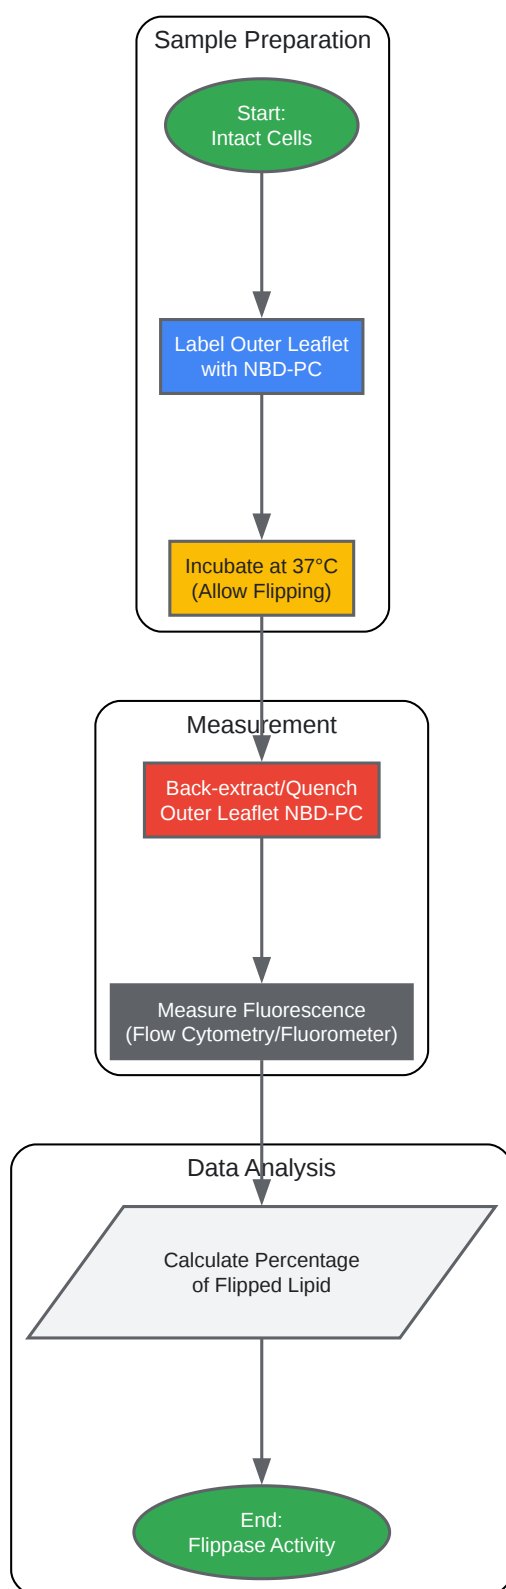 Sample Preparation
Start:
Intact Cells
Label Outer Leaflet
with NBD-PC
Incubate at 37°C
(Allow Flipping)
Measurement
Back-extract/Quench
Outer Leaflet NBD-PC
Measure Fluorescence
(Flow Cytometry/Fluorometer)
Data Analysis
Calculate Percentage
of Flipped Lipid
End:
Flippase Activity